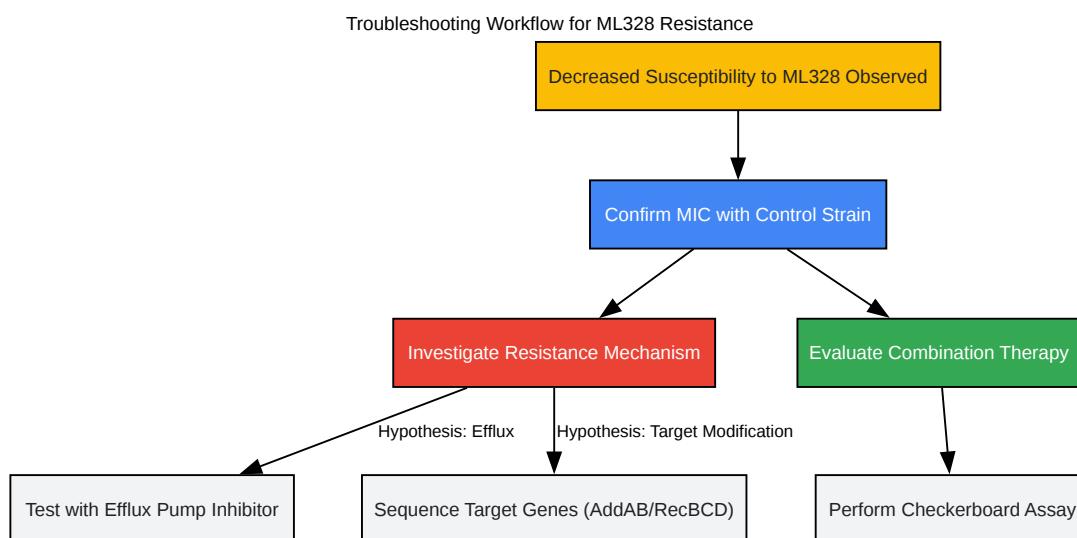 Troubleshooting Workflow for ML328 Resistance
Decreased Susceptibility to ML328 Observed
Confirm MIC with Control Strain
Investigate Resistance Mechanism
Evaluate Combination Therapy
Hypothesis: Efflux
Hypothesis: Target Modification
Test with Efflux Pump Inhibitor
Sequence Target Genes (AddAB/RecBCD)
Perform Checkerboard Assay